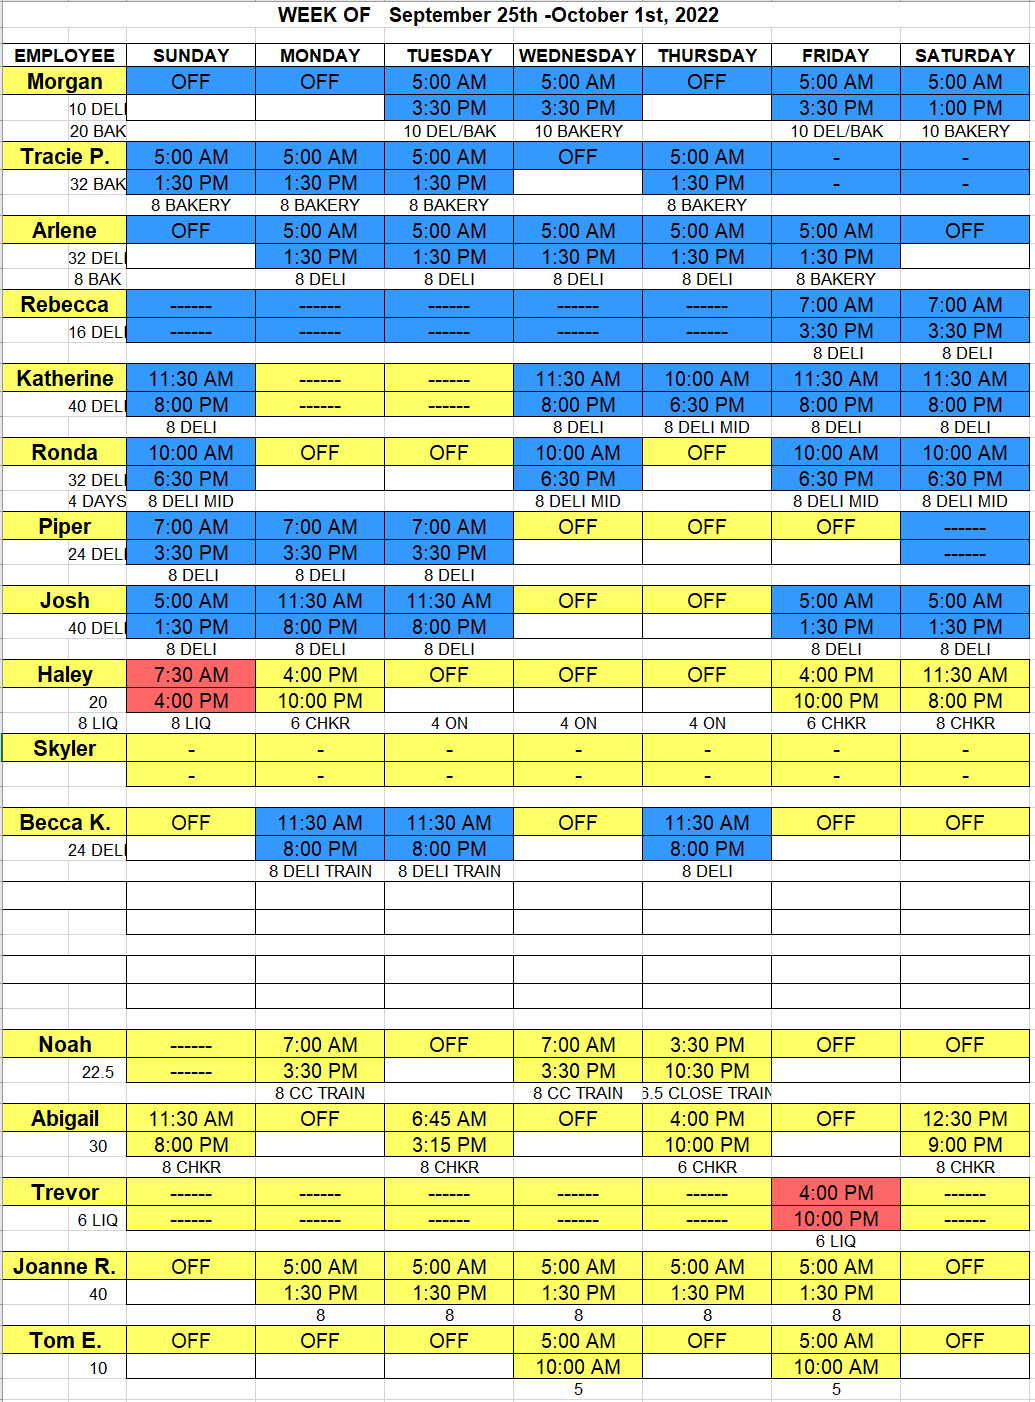 WEEK OF September 25th -October 1st, 2022
EMPLOYEE SUNDAY MONDAY TUESDAY WEDNESDAY THURSDAY FRIDAY SATURDAY
Morgan OFF OFF 5:00 AM 5:00 AM OFF 5:00 AM 5:00 AM
10 DELI 3:30 PM 3:30 PM 3:30 PM 1:00 PM
20 BAK 10 DEL/BAK 10 BAKERY 10 DEL/BAK 10 BAKERY
Tracie P. 5:00 AM 5:00 AM 5:00 AM OFF 5:00 AM - -
32 BAK 1:30 PM 1:30 PM 1:30 PM 1:30 PM - -
8 BAKERY 8 BAKERY 8 BAKERY 8 BAKERY
Arlene OFF 5:00 AM 5:00 AM 5:00 AM 5:00 AM 5:00 AM OFF
32 DELI 1:30 PM 1:30 PM 1:30 PM 1:30 PM 1:30 PM
8 BAK 8 DELI 8 DELI 8 DELI 8 DELI 8 BAKERY
Rebecca ------ ------ ------ ------ ------ 7:00 AM 7:00 AM
16 DELI ------ ------ ------ ------ ------ 3:30 PM 3:30 PM
8 DELI 8 DELI
Katherine 11:30 AM ------ ------ 11:30 AM 10:00 AM 11:30 AM 11:30 AM
40 DELI 8:00 PM ------ ------ 8:00 PM 6:30 PM 8:00 PM 8:00 PM
8 DELI 8 DELI 8 DELI MID 8 DELI 8 DELI
Ronda 10:00 AM OFF OFF 10:00 AM OFF 10:00 AM 10:00 AM
32 DELI 6:30 PM 6:30 PM 6:30 PM 6:30 PM
4 DAYS 8 DELI MID 8 DELI MID 8 DELI MID 8 DELI MID
Piper 7:00 AM 7:00 AM 7:00 AM OFF OFF OFF ------
24 DELI 3:30 PM 3:30 PM 3:30 PM ------
8 DELI 8 DELI 8 DELI
Josh 5:00 AM 11:30 AM 11:30 AM OFF OFF 5:00 AM 5:00 AM
40 DELI 1:30 PM 8:00 PM 8:00 PM 1:30 PM 1:30 PM
8 DELI 8 DELI 8 DELI 8 DELI 8 DELI
Haley 7:30 AM 4:00 PM OFF OFF OFF 4:00 PM 11:30 AM
20 4:00 PM 10:00 PM 10:00 PM 8:00 PM
8 LIQ 8 LIQ 6 CHKR 4 ON 4 ON 4 ON 6 CHKR 8 CHKR
Skyler - - - - - - -
- - - - - - -
Becca K. OFF 11:30 AM 11:30 AM OFF 11:30 AM OFF OFF
24 DELI 8:00 PM 8:00 PM 8:00 PM
8 DELI TRAIN 8 DELI TRAIN 8 DELI
Noah ------ 7:00 AM OFF 7:00 AM 3:30 PM OFF OFF
22.5 ------ 3:30 PM 3:30 PM 10:30 PM
8 CC TRAIN 8 CC TRAIN 6.5 CLOSE TRAIN
Abigail 11:30 AM OFF 6:45 AM OFF 4:00 PM OFF 12:30 PM
30 8:00 PM 3:15 PM 10:00 PM 9:00 PM
8 CHKR 8 CHKR 6 CHKR 8 CHKR
Trevor ------ ------ ------ ------ ------ 4:00 PM ------
6 LIQ ------ ------ ------ ------ ------ 10:00 PM ------
6 LIQ
Joanne R. OFF 5:00 AM 5:00 AM 5:00 AM 5:00 AM 5:00 AM OFF
40 1:30 PM 1:30 PM 1:30 PM 1:30 PM 1:30 PM
8 8 8 8 8
Tom E. OFF OFF OFF 5:00 AM OFF 5:00 AM OFF
10 10:00 AM 10:00 AM
5 5